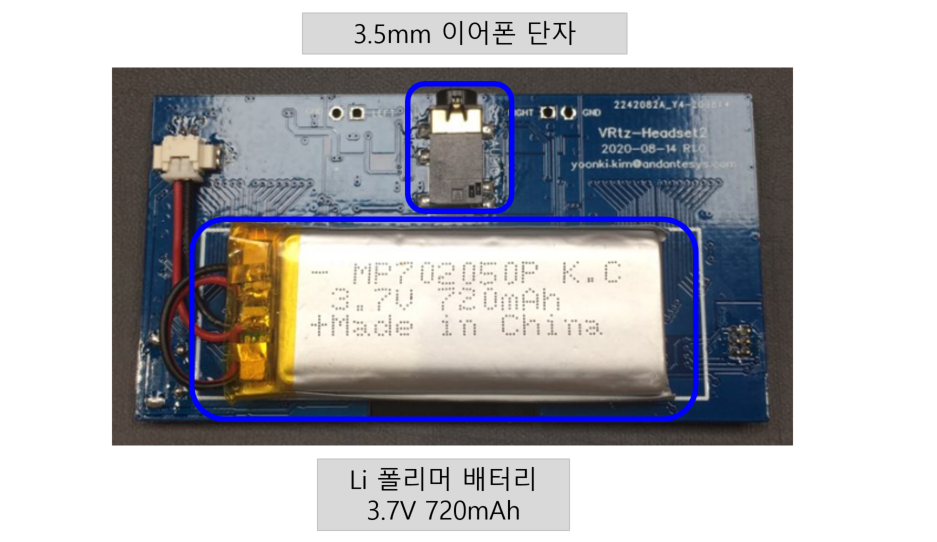 3.5mm 이어폰 단자
2242082A_Y4-200814
RIGHT
GND
VRtz-Headset2
2020-08-14 R1.0
yoonki.kim@andantesys.com
- MP702050P K.C
3.7V 720mAh
+Made in China
Li 폴리머 배터리
3.7V 720mAh